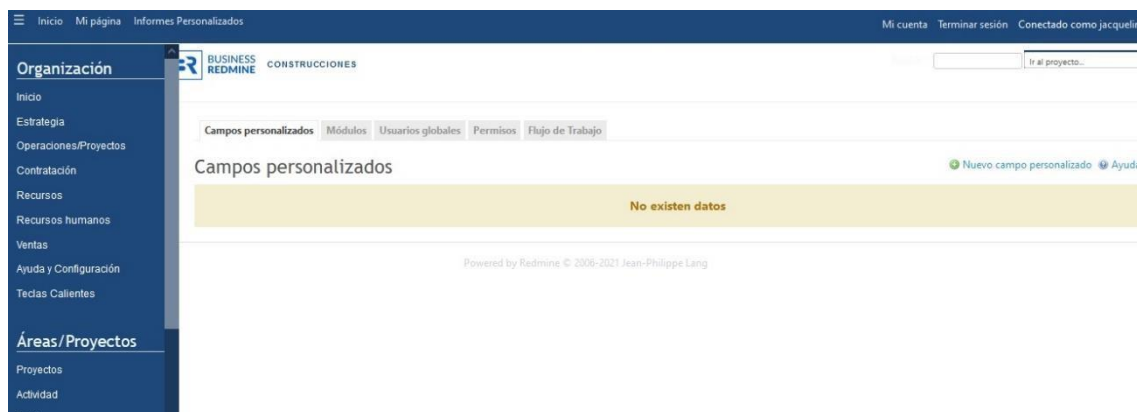 ☰ Inicio Mi página Informes Personalizados
Mi cuenta Terminar sesión Conectado como jacquelin
Organización
Inicio
Estrategia
Operaciones/Proyectos
Contratación
Recursos
Recursos humanos
Ventas
Ayuda y Configuración
Teclas Calientes
Áreas/Proyectos
Proyectos
Actividad
BUSINESS
REDMINE
CONSTRUCCIONES
Ir al proyecto...
Campos personalizados Módulos Usuarios globales Permisos Flujo de Trabajo
Campos personalizados
Nuevo campo personalizado Ayuda
No existen datos
Powered by Redmine © 2006-2021 Jean-Philippe Lang